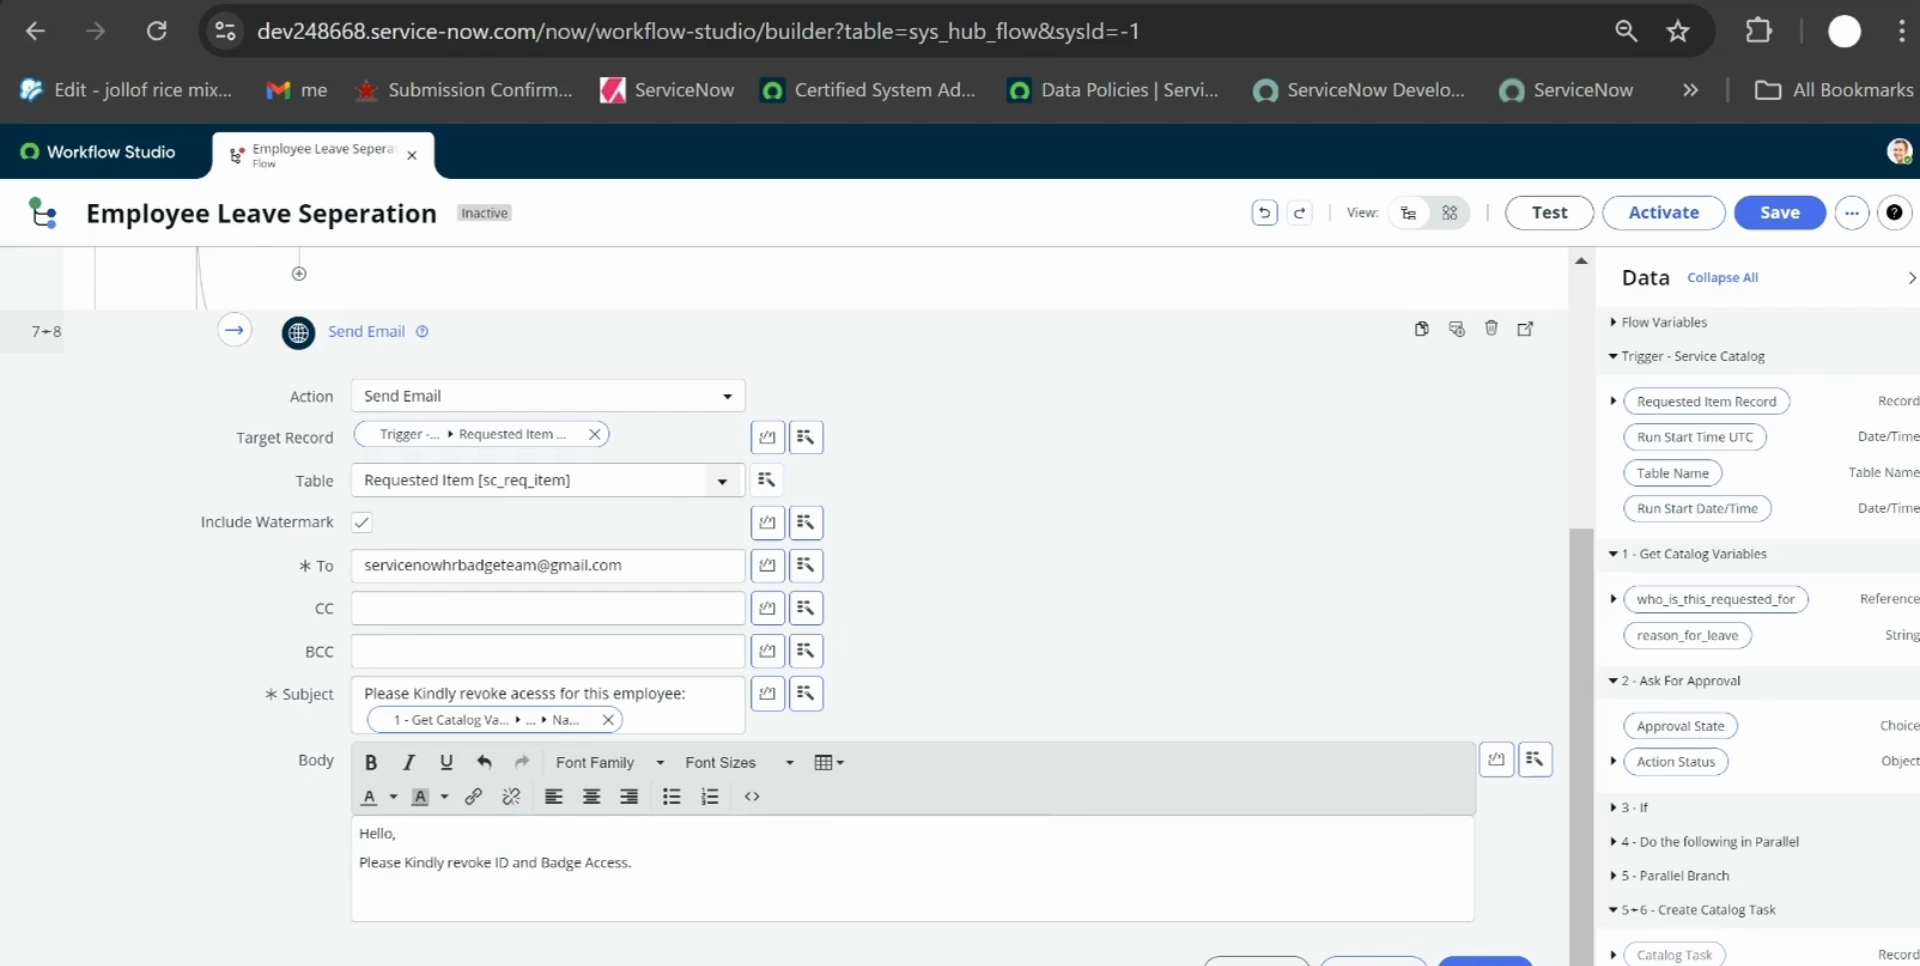 dev248668.service-now.com/now/workflow-studio/builder?table=sys_hub_flow&sysId=-1
Edit - jollof rice mix... me Submission Confirm... ServiceNow Certified System Ad... Data Policies | Servi... ServiceNow Develo... ServiceNow » All Bookmarks
Workflow Studio
Employee Leave Sepera
Flow
Employee Leave Seperation Inactive View: Test Activate Save
Data Collapse All
7 8 Send Email
Action Send Email
Target Record Trigger -... Requested Item ...
Table Requested Item [sc_req_item]
Include Watermark
* To servicenowhrbadgeteam@gmail.com
CC
BCC
* Subject Please Kindly revoke acesss for this employee:
1 - Get Catalog Va... ... Na...
Body B I U Font Family Font Sizes
A A
Hello,
Please Kindly revoke ID and Badge Access.
Flow Variables
Trigger - Service Catalog
Requested Item Record Record
Run Start Time UTC Date/Time
Table Name Table Name
Run Start Date/Time Date/Time
1 - Get Catalog Variables
who_is_this_requested_for Reference
reason_for_leave String
2 - Ask For Approval
Approval State Choice
Action Status Object
3 - If
4 - Do the following in Parallel
5 - Parallel Branch
5 6 - Create Catalog Task
Catalog Task Record